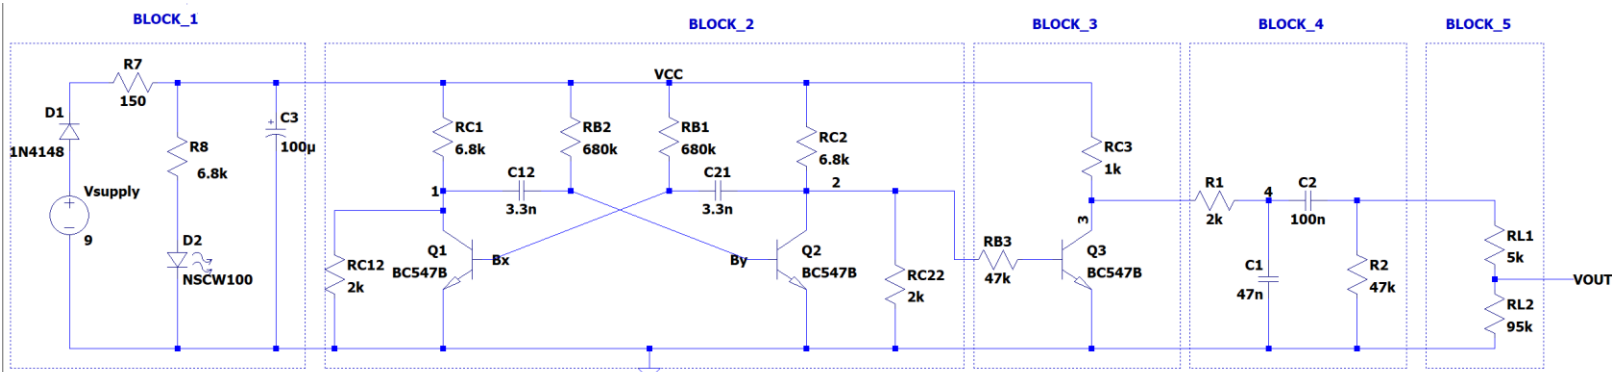 BLOCK_1
BLOCK_2
BLOCK_3
BLOCK_4
BLOCK_5
R7
150
D1
1N4148
Vsupply
9
R8
6.8k
D2
NSCW100
C3
100µ
VCC
RC1
6.8k
RB2
680k
RB1
680k
RC2
6.8k
C12
3.3n
C21
3.3n
1
2
RC12
2k
Q1
BC547B
Bx
By
Q2
BC547B
RC22
2k
RB3
47k
RC3
1k
3
Q3
BC547B
R1
2k
4
C2
100n
C1
47n
R2
47k
RL1
5k
VOUT
RL2
95k